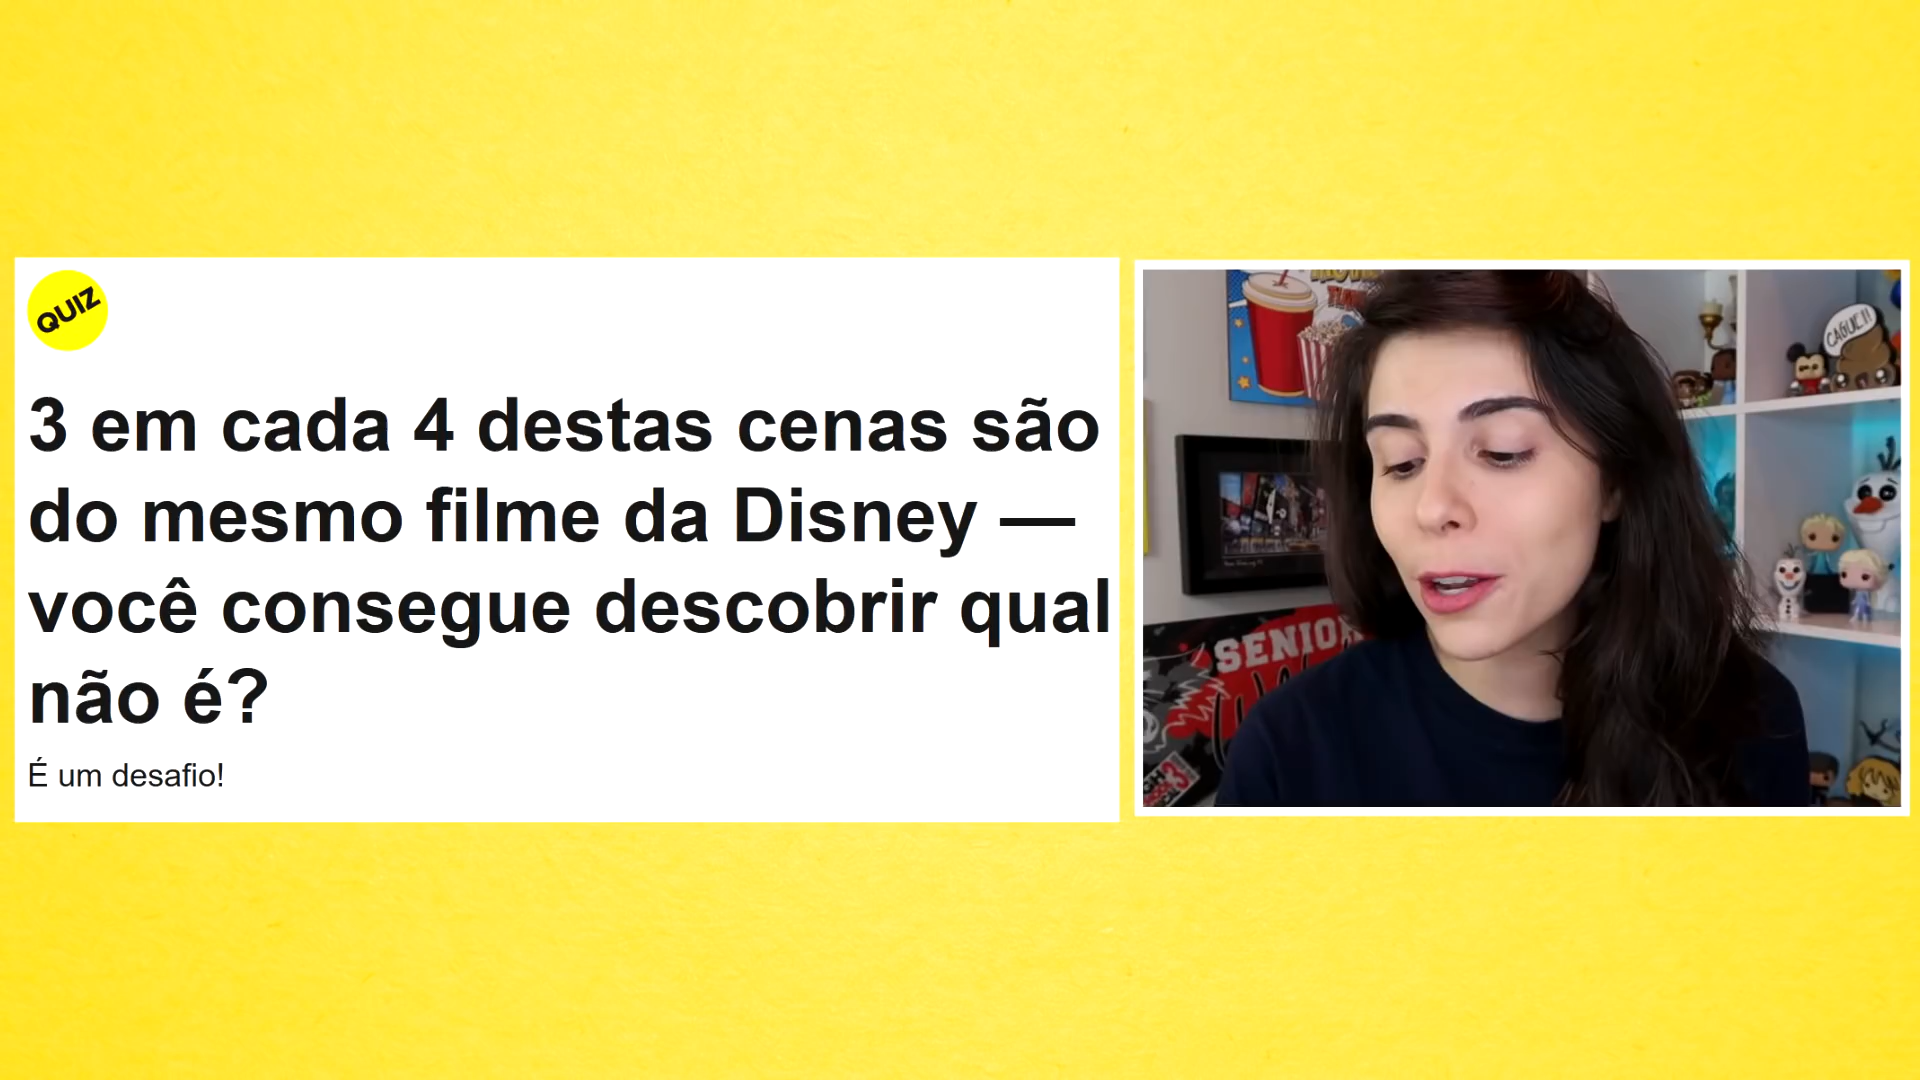 QUIZ
3 em cada 4 destas cenas são
do mesmo filme da Disney —
você consegue descobrir qual
não é?
É um desafio!
CAGUEI!!
SENIOR